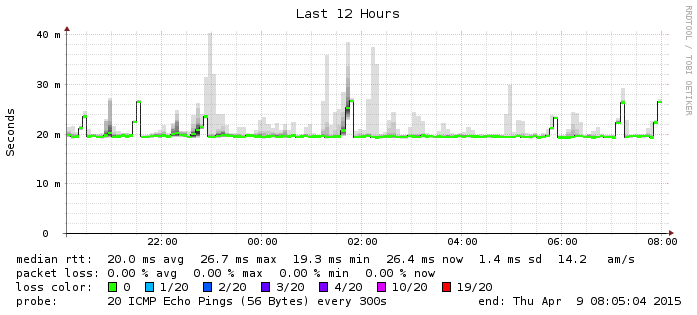 Last 12 Hours
RRDTOOL / TOBI OETIKER
Seconds
40 m
30 m
20 m
10 m
0
22:00 00:00 02:00 04:00 06:00 08:00
median rtt: 20.0 ms avg 26.7 ms max 19.3 ms min 26.4 ms now 1.4 ms sd 14.2 am/s
packet loss: 0.00 % avg 0.00 % max 0.00 % min 0.00 % now
loss color: 0 1/20 2/20 3/20 4/20 10/20 19/20
probe: 20 ICMP Echo Pings (56 Bytes) every 300s end: Thu Apr 9 08:05:04 2015